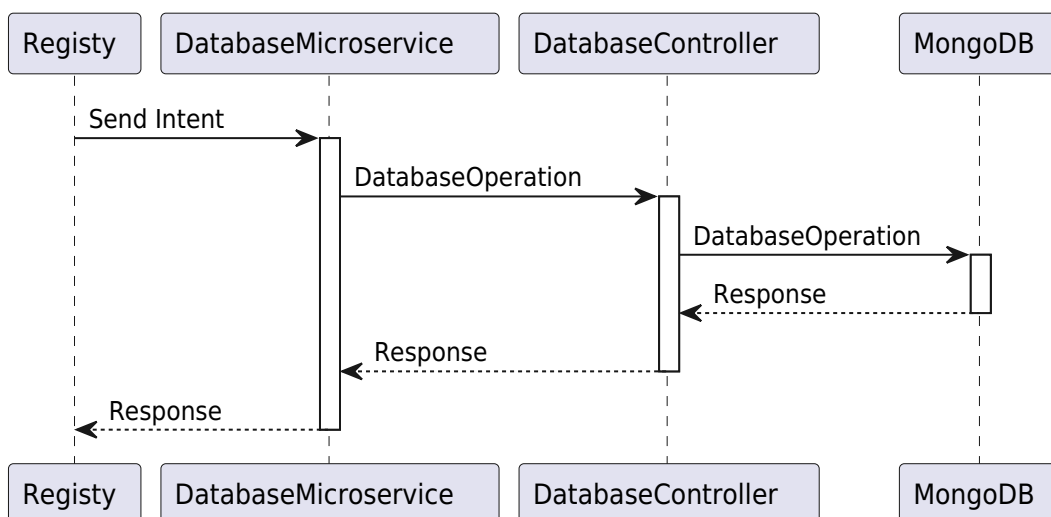 Registy
DatabaseMicroservice
DatabaseController
MongoDB
Send Intent
DatabaseOperation
DatabaseOperation
Response
Response
Response
Registy
DatabaseMicroservice
DatabaseController
MongoDB